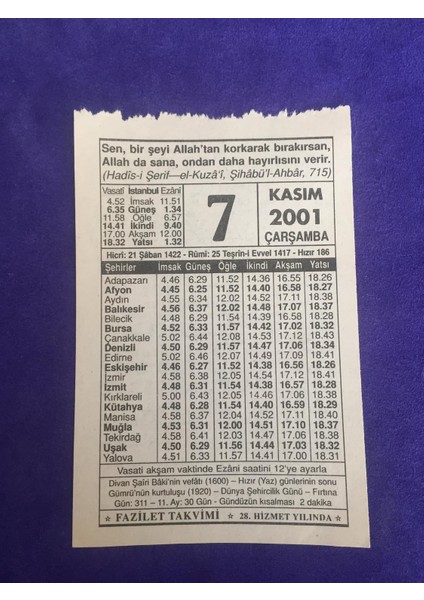 Sen, bir şeyi Allah'tan korkarak bırakırsan,
Allah da sana, ondan daha hayırlısını verir.
(Hadîs-i Şerif—el-Kuzâ'î, Şihâbü'l-Ahbâr, 715)
Vasatî İstanbul Ezânî
4.52 İmsak 11.51
6.35 Güneş 1.34
11.58 Öğle 6.57
14.41 İkindi 9.40
17.00 Akşam 12.00
18.32 Yatsı 1.32
7
KASIM
2001
ÇARŞAMBA
Hicrî: 21 Şâban 1422 - Rûmî: 25 Teşrin-i Evvel 1417 - Hızır 186
Şehirler İmsak Güneş Öğle İkindi Akşam Yatsı
Adapazarı 4.46 6.29 11.52 14.36 16.55 18.26
Afyon 4.45 6.25 11.52 14.40 16.58 18.27
Aydın 4.55 6.34 12.02 14.52 17.11 18.38
Balıkesir 4.56 6.37 12.02 14.48 17.07 18.37
Bilecik 4.48 6.29 11.54 14.39 16.58 18.28
Bursa 4.52 6.33 11.57 14.42 17.02 18.32
Çanakkale 5.02 6.44 12.08 14.53 17.12 18.43
Denizli 4.50 6.29 11.57 14.47 17.06 18.34
Edirne 5.02 6.46 12.07 14.49 17.09 18.41
Eskişehir 4.46 6.27 11.52 14.38 16.56 18.26
İzmir 4.58 6.38 12.05 14.54 17.12 18.41
İzmit 4.48 6.31 11.54 14.38 16.57 18.28
Kırklareli 5.00 6.43 12.05 14.46 17.06 18.38
Kütahya 4.48 6.28 11.54 14.40 16.59 18.29
Manisa 4.58 6.37 12.04 14.52 17.11 18.40
Muğla 4.53 6.31 12.00 14.51 17.10 18.37
Tekirdağ 4.58 6.41 12.03 14.47 17.06 18.38
Uşak 4.50 6.29 11.56 14.44 17.03 18.32
Yalova 4.51 6.33 11.57 14.41 17.00 18.31
Vasati akşam vaktinde Ezânî saatini 12'ye ayarla
Divan Şairi Bâki'nin vefâtı (1600) – Hızır (Yaz) günlerinin sonu
Gümrü'nün kurtuluşu (1920) – Dünya Şehircilik Günü – Fırtına
Gün: 311 – 11. Ay: 30 Gün - Gündüzün kısalması 2 dakika
FAZİLET TAKVİMİ 28. HİZMET YILINDA